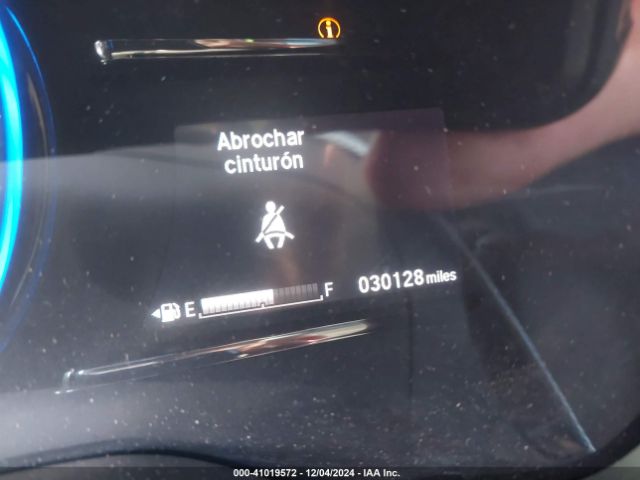 Abrochar
cinturón
E F 030128 miles
000-41019572 - 12/04/2024 - IAA Inc.